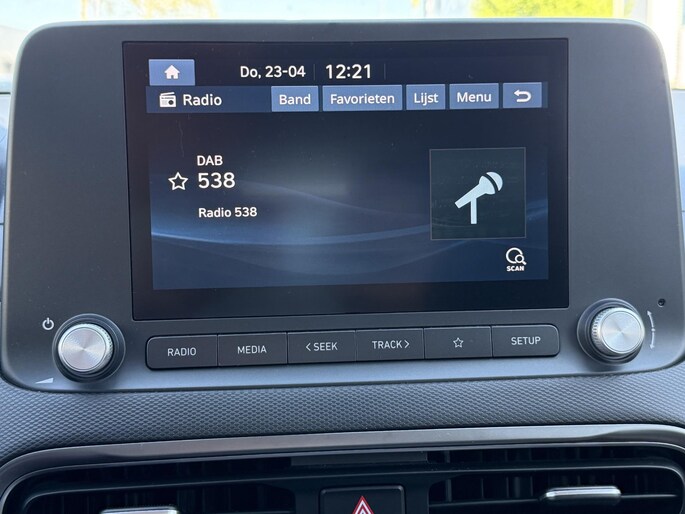 Do, 23-04 12:21
Radio Band Favorieten Lijst Menu
DAB
538
Radio 538
SCAN
RADIO MEDIA < SEEK TRACK > SETUP